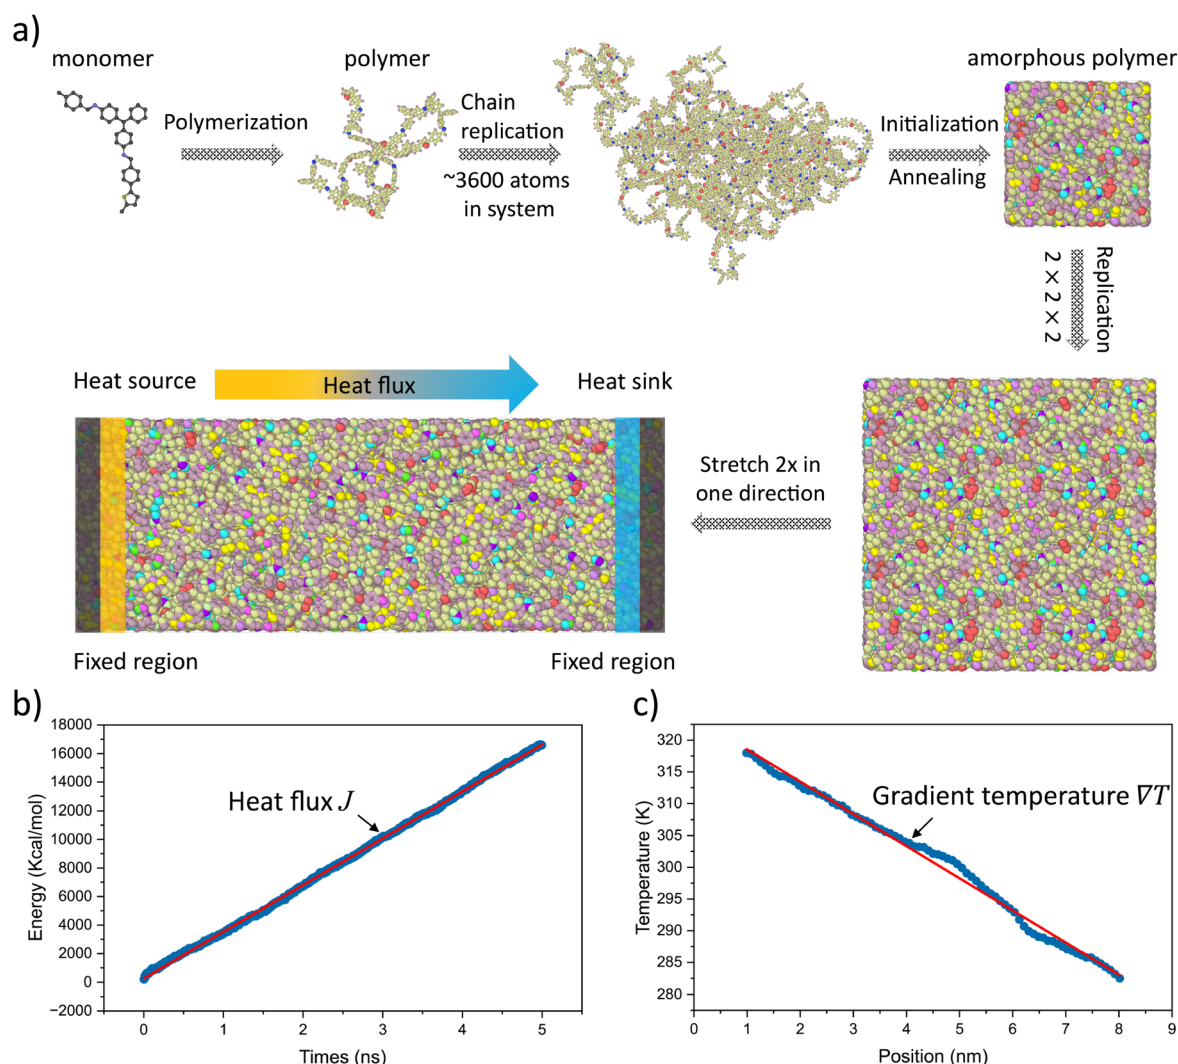 a)
monomer
polymer
amorphous polymer
Polymerization
Chain
replication
~3600 atoms
in system
Initialization
Annealing
Replication
2 × 2 × 2
Heat source
Heat flux
Heat sink
Stretch 2x in
one direction
Fixed region
Fixed region
b)
18000
16000
14000
12000
10000
8000
6000
4000
2000
0
−2000
Energy (Kcal/mol)
Heat flux J
0
1
2
3
4
5
Times (ns)
c)
320
315
310
305
300
295
290
285
280
Temperature (K)
Gradient temperature ∇T
0
1
2
3
4
5
6
7
8
9
Position (nm)